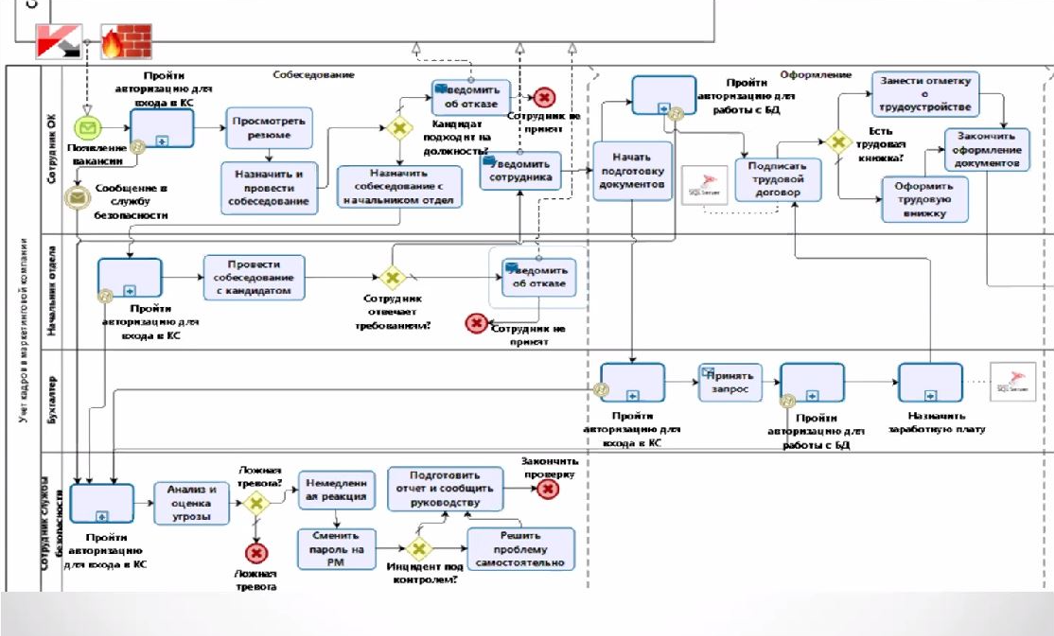 Собеседование
Оформление
Учет кадров в маркетинговой компании
Сотрудник ОК
Появление
вакансии
Пройти
авторизацию для
входа в КС
Сообщение в
службу
безопасности
Просмотреть
резюме
Назначить и
провести
собеседование
Кандидат
подходит на
должность?
Уведомить
об отказе
Сотрудник не
принят
Назначить
собеседование с
начальником отдел
Уведомить
сотрудника
Начать
подготовку
документов
Пройти
авторизацию для
работы с БД
SQL Server
Подписать
трудовой
договор
Есть
трудовая
книжка?
Занести отметку
о
трудоустройстве
Оформить
трудовую
книжку
Закончить
оформление
документов
Начальник отдела
Пройти
авторизацию для
входа в КС
Провести
собеседование
с кандидатом
Сотрудник
отвечает
требованиям?
Уведомить
об отказе
Сотрудник не
принят
Бухгалтер
Пройти
авторизацию для
входа в КС
Принять
запрос
Пройти
авторизацию для
работы с БД
Назначить
заработную плату
SQL Server
Сотрудник службы
безопасности
Пройти
авторизацию
для входа в КС
Анализ и
оценка
угрозы
Ложная
тревога?
Ложная
тревога
Немедленн
ая реакция
Сменить
пароль на
РМ
Инцидент под
контролем?
Подготовить
отчет и сообщить
руководству
Решить
проблему
самостоятельно
Закончить
проверку